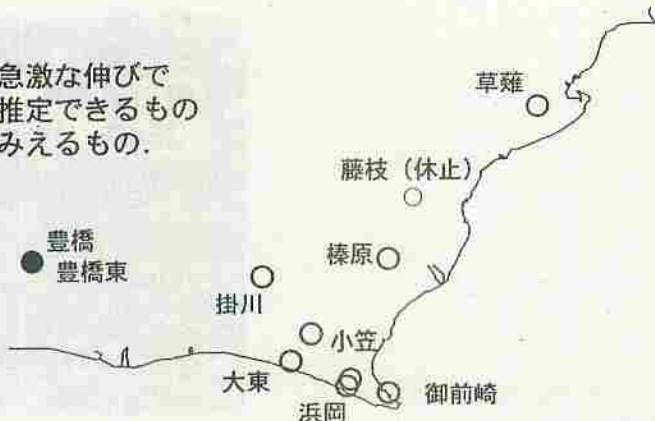 急激な伸びで
推定できるもの
みえるもの.
草薙
藤枝（休止）
豊橋
豊橋東
榛原
掛川
小笠
大東
浜岡
御前崎